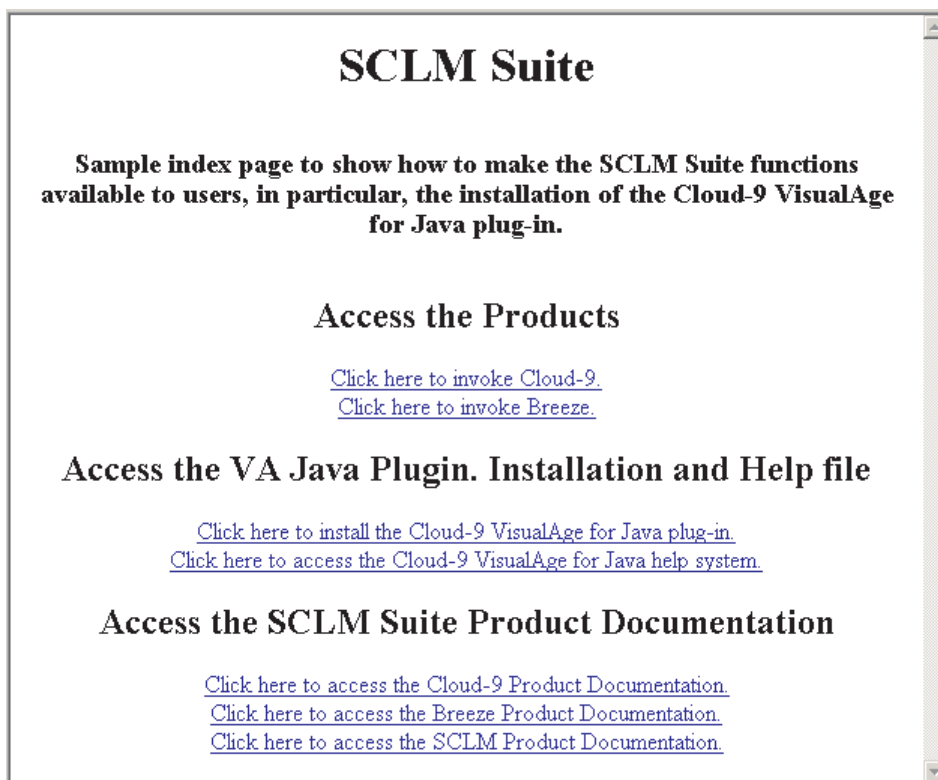 SCLM Suite
Sample index page to show how to make the SCLM Suite functions
available to users, in particular, the installation of the Cloud-9 VisualAge
for Java plug-in.
Access the Products
Click here to invoke Cloud-9.
Click here to invoke Breeze.
Access the VA Java Plugin. Installation and Help file
Click here to install the Cloud-9 VisualAge for Java plug-in.
Click here to access the Cloud-9 VisualAge for Java help system.
Access the SCLM Suite Product Documentation
Click here to access the Cloud-9 Product Documentation.
Click here to access the Breeze Product Documentation.
Click here to access the SCLM Product Documentation.